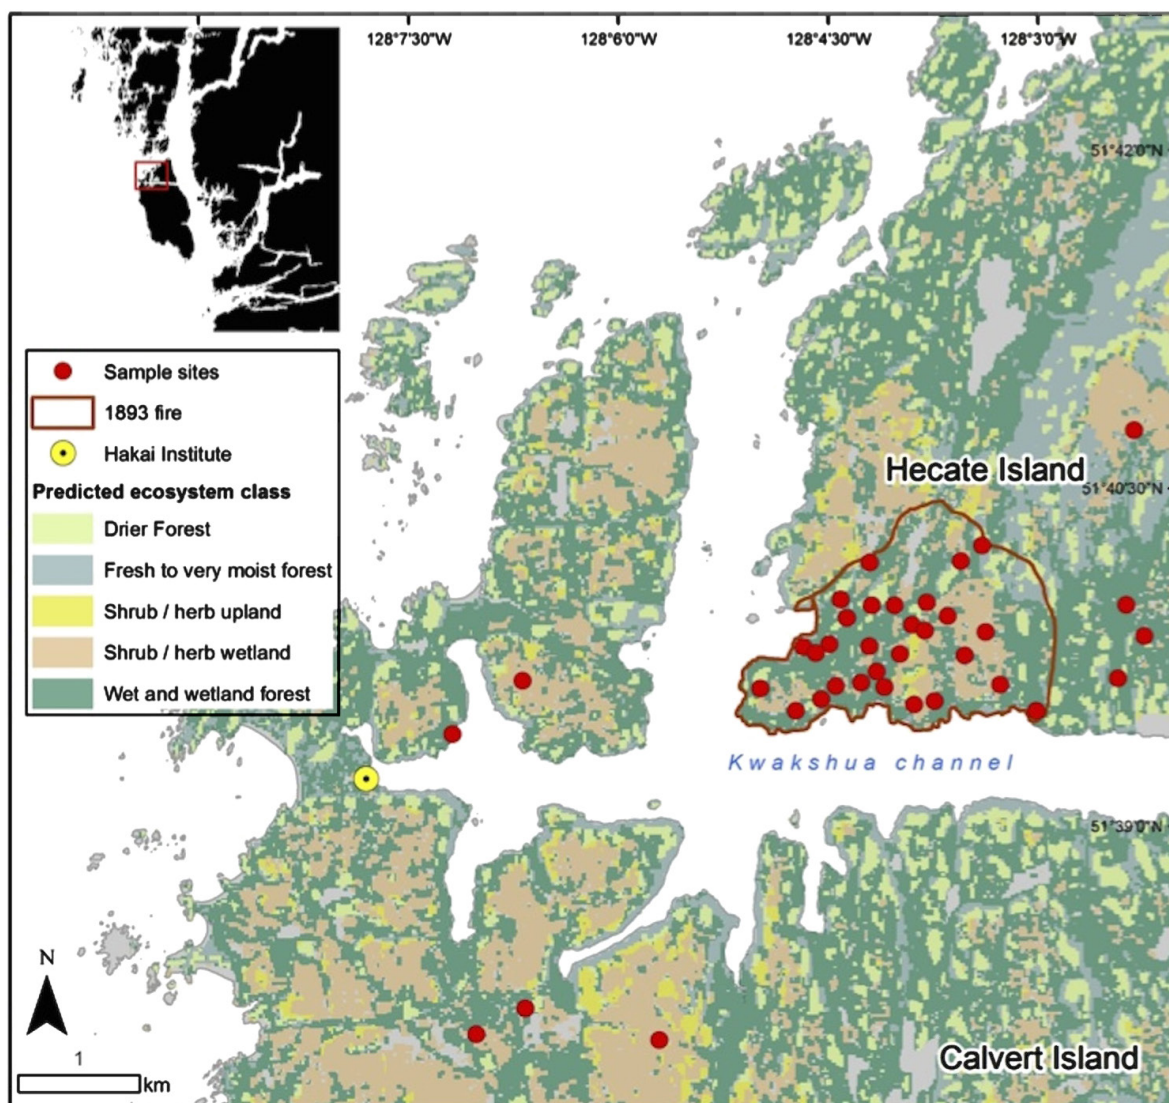 128°7'30"W
128°6'0"W
128°4'30"W
128°3'0"W
51°42'0"N
Sample sites
1893 fire
Hakai Institute
Predicted ecosystem class
Drier Forest
Fresh to very moist forest
Shrub / herb upland
Shrub / herb wetland
Wet and wetland forest
Hecate Island
51°40'30"N
Kwakshua channel
51°39'0"N
N
1
km
Calvert Island